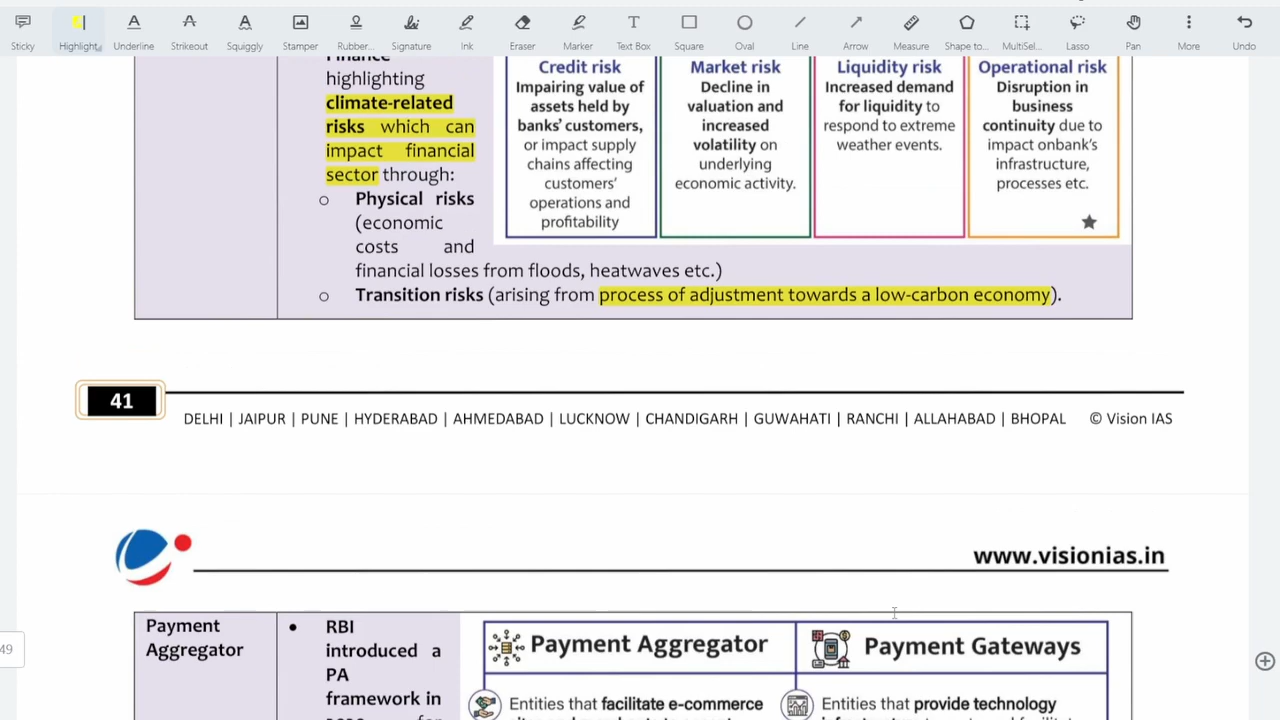 Sticky
Highlight
Underline
Strikeout
Squiggly
Stamper
Rubber...
Signature
Ink
Eraser
Marker
Text Box
Square
Oval
Line
Arrow
Measure
Shape to...
MultiSel...
Lasso
Pan
More
Undo
Finance
highlighting
climate-related
risks which can
impact financial
sector through:
o Physical risks
(economic
costs and
financial losses from floods, heatwaves etc.)
o Transition risks (arising from process of adjustment towards a low-carbon economy).
Credit risk
Impairing value of
assets held by
banks' customers,
or impact supply
chains affecting
customers'
operations and
profitability
Market risk
Decline in
valuation and
increased
volatility on
underlying
economic activity.
Liquidity risk
Increased demand
for liquidity to
respond to extreme
weather events.
Operational risk
Disruption in
business
continuity due to
impact onbank's
infrastructure,
processes etc.
41
DELHI | JAIPUR | PUNE | HYDERABAD | AHMEDABAD | LUCKNOW | CHANDIGARH | GUWAHATI | RANCHI | ALLAHABAD | BHOPAL © Vision IAS
www.visionias.in
49
Payment
Aggregator
• RBI
introduced a
PA
framework in
Payment Aggregator
Entities that facilitate e-commerce
Payment Gateways
Entities that provide technology